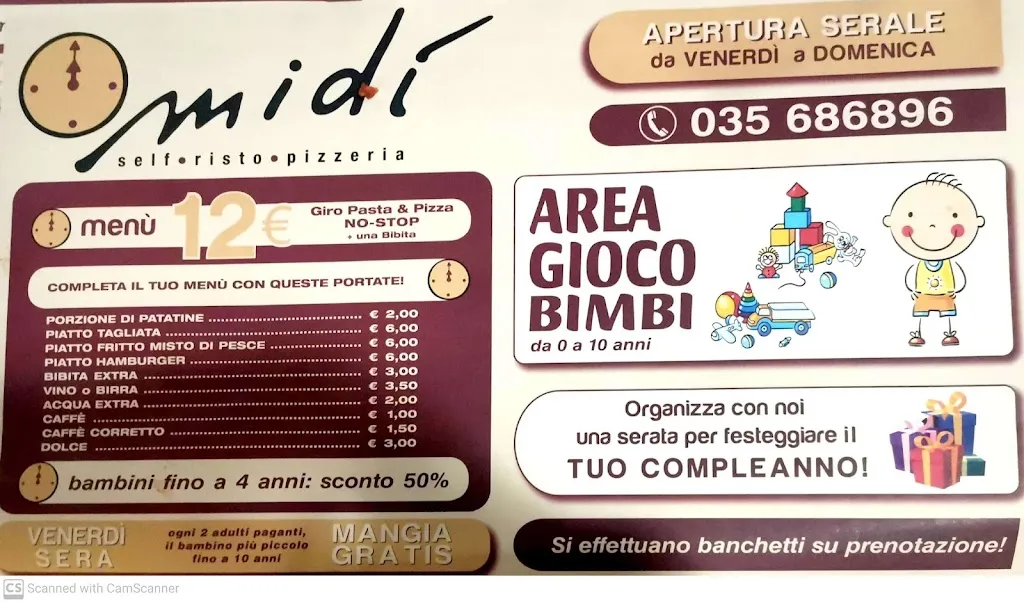 midí
self•risto•pizzeria
menù 12€
Giro Pasta & Pizza
NO-STOP
+ una Bibita
COMPLETA IL TUO MENÙ CON QUESTE PORTATE!
PORZIONE DI PATATINE € 2,00
PIATTO TAGLIATA € 6,00
PIATTO FRITTO MISTO DI PESCE € 6,00
PIATTO HAMBURGER € 6,00
BIBITA EXTRA € 3,00
VINO o BIRRA € 3,50
ACQUA EXTRA € 2,00
CAFFÈ € 1,00
CAFFÈ CORRETTO € 1,50
DOLCE € 3,00
bambini fino a 4 anni: sconto 50%
VENERDÌ
SERA
ogni 2 adulti paganti,
il bambino più piccolo
fino a 10 anni
MANGIA
GRATIS
APERTURA SERALE
da VENERDÌ a DOMENICA
035 686896
AREA
GIOCO
BIMBI
da 0 a 10 anni
Organizza con noi
una serata per festeggiare il
TUO COMPLEANNO!
Si effettuano banchetti su prenotazione!
CS Scanned with CamScanner